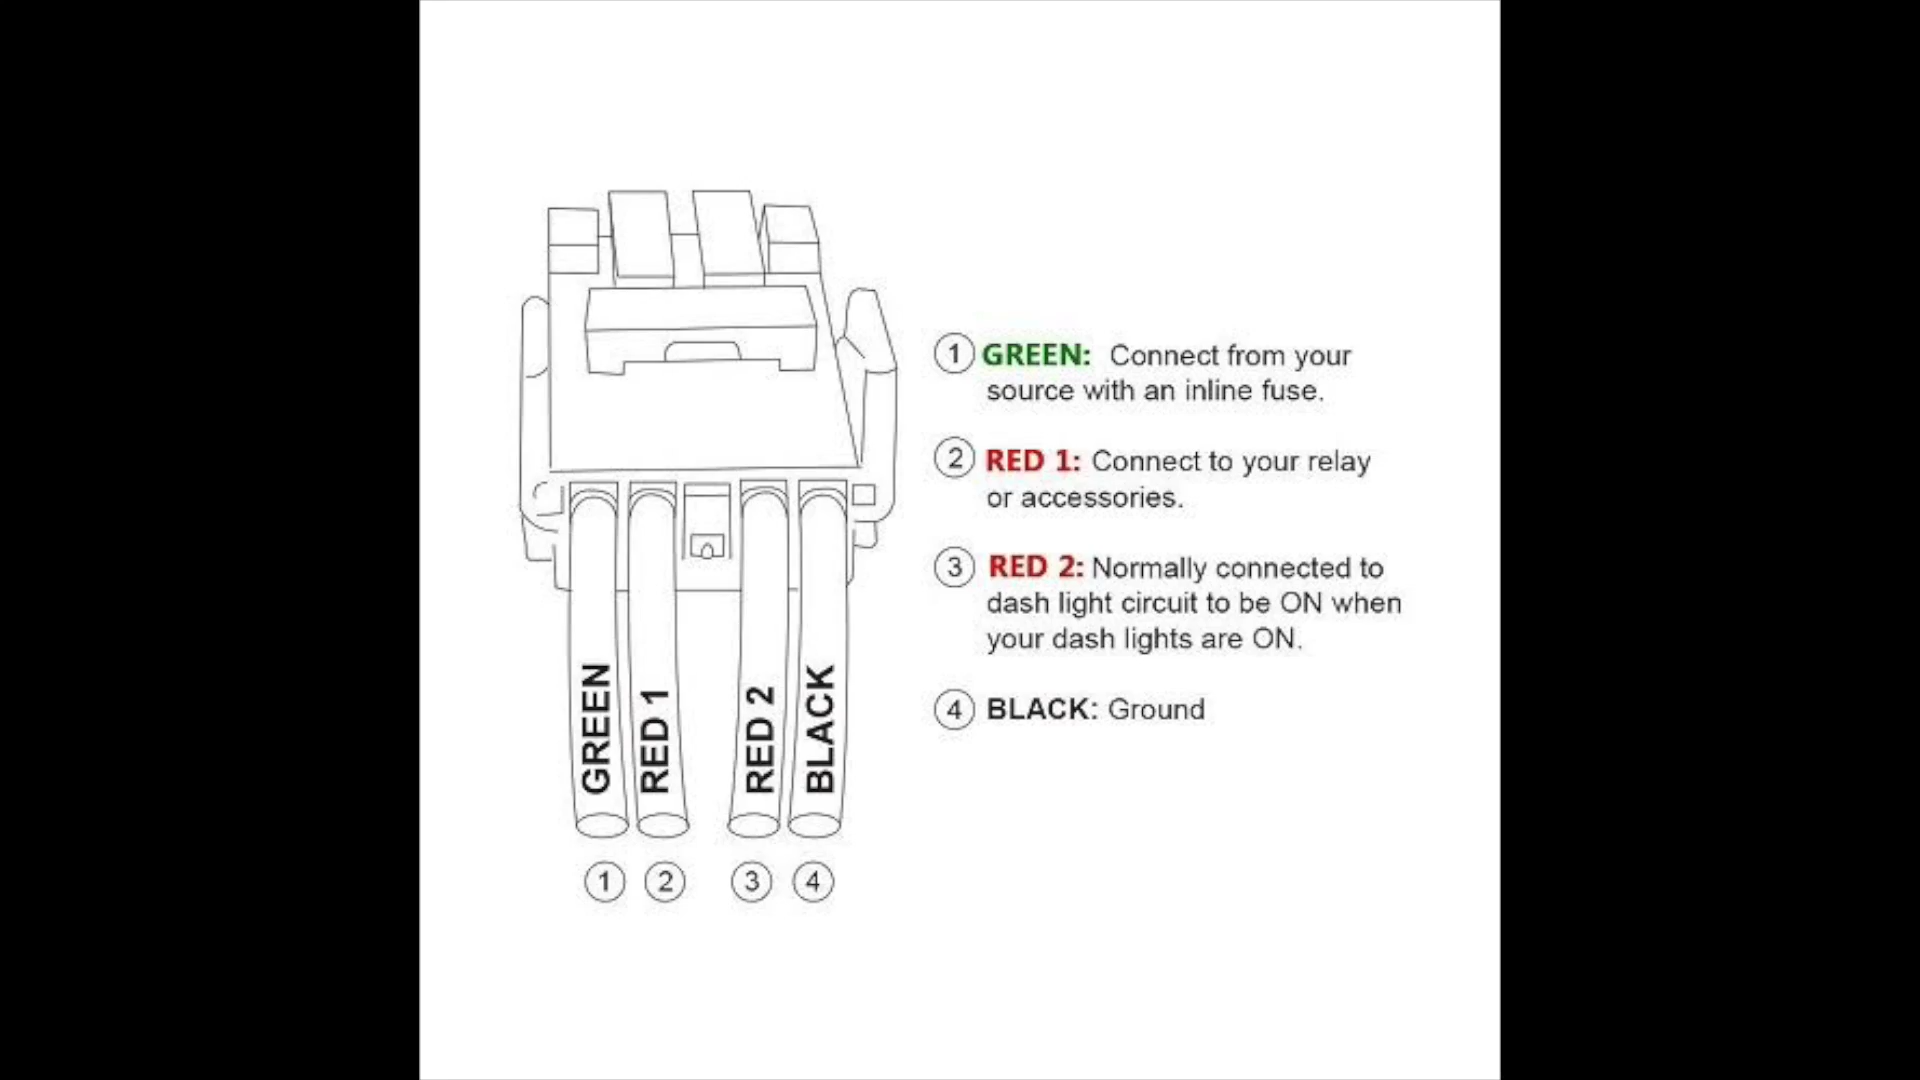 ① GREEN: Connect from your
source with an inline fuse.
② RED 1: Connect to your relay
or accessories.
③ RED 2: Normally connected to
dash light circuit to be ON when
your dash lights are ON.
④ BLACK: Ground
GREEN
RED 1
RED 2
BLACK
① ② ③ ④